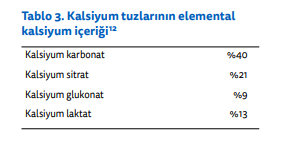 Tablo 3. Kalsiyum tuzlarının elemental
kalsiyum içeriği¹²
Kalsiyum karbonat %40
Kalsiyum sitrat %21
Kalsiyum glukonat %9
Kalsiyum laktat %13